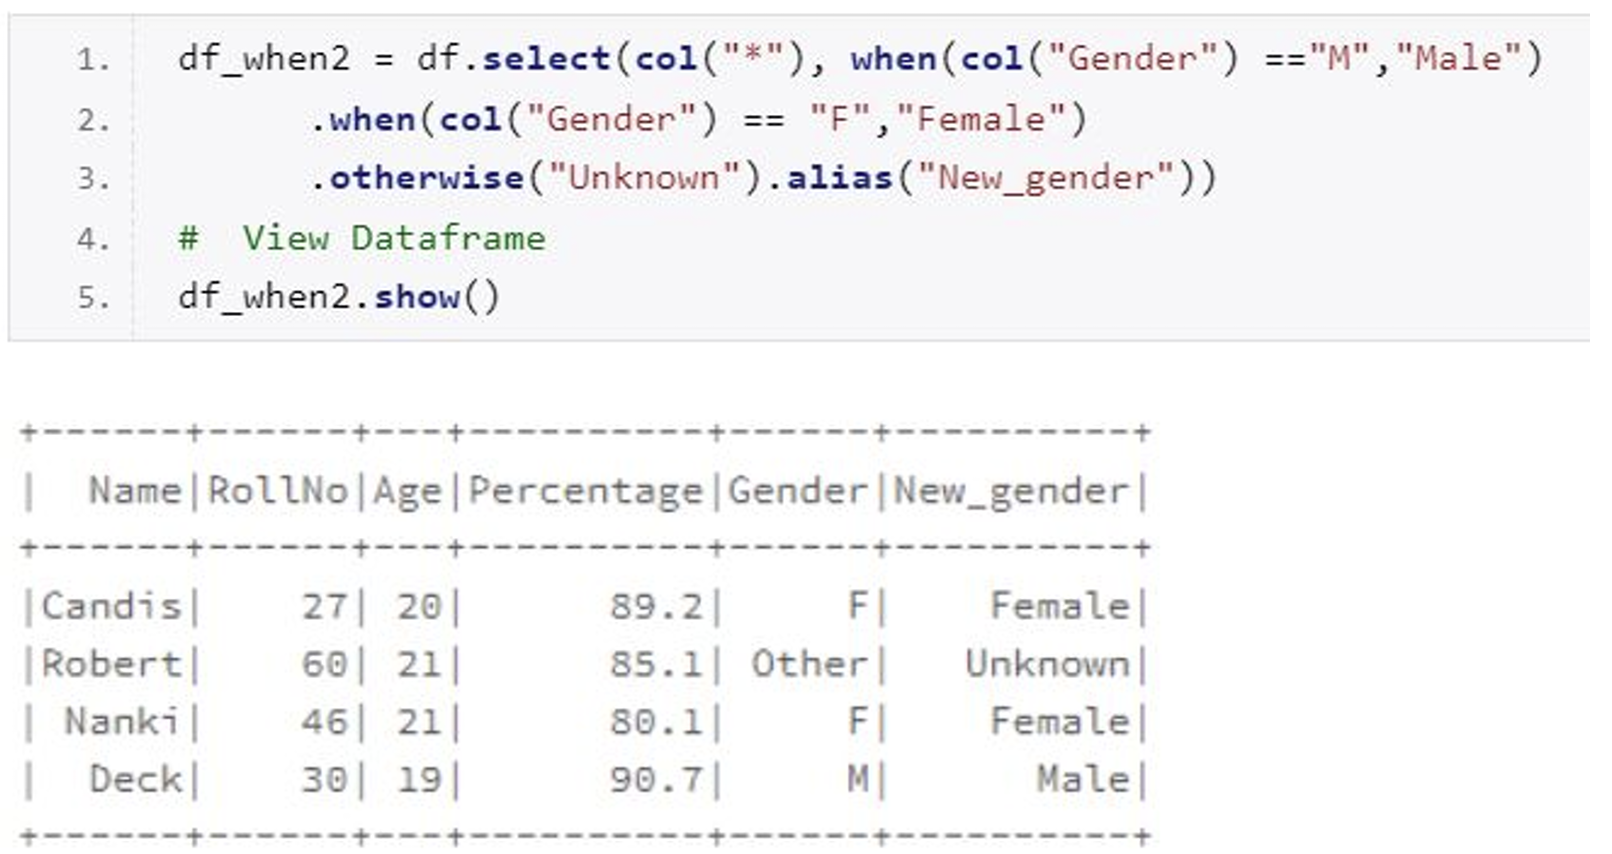 1. df_when2 = df.select(col("*"), when(col("Gender") =="M","Male")
2. .when(col("Gender") == "F","Female")
3. .otherwise("Unknown").alias("New_gender"))
4. #  View Dataframe
5. df_when2.show()
+------+------+---+----------+------+----------+
|  Name|RollNo|Age|Percentage|Gender|New_gender|
+------+------+---+----------+------+----------+
|Candis|    27| 20|      89.2|     F|    Female|
|Robert|    60| 21|      85.1| Other|   Unknown|
| Nanki|    46| 21|      80.1|     F|    Female|
|  Deck|    30| 19|      90.7|     M|      Male|
+------+------+---+----------+------+----------+